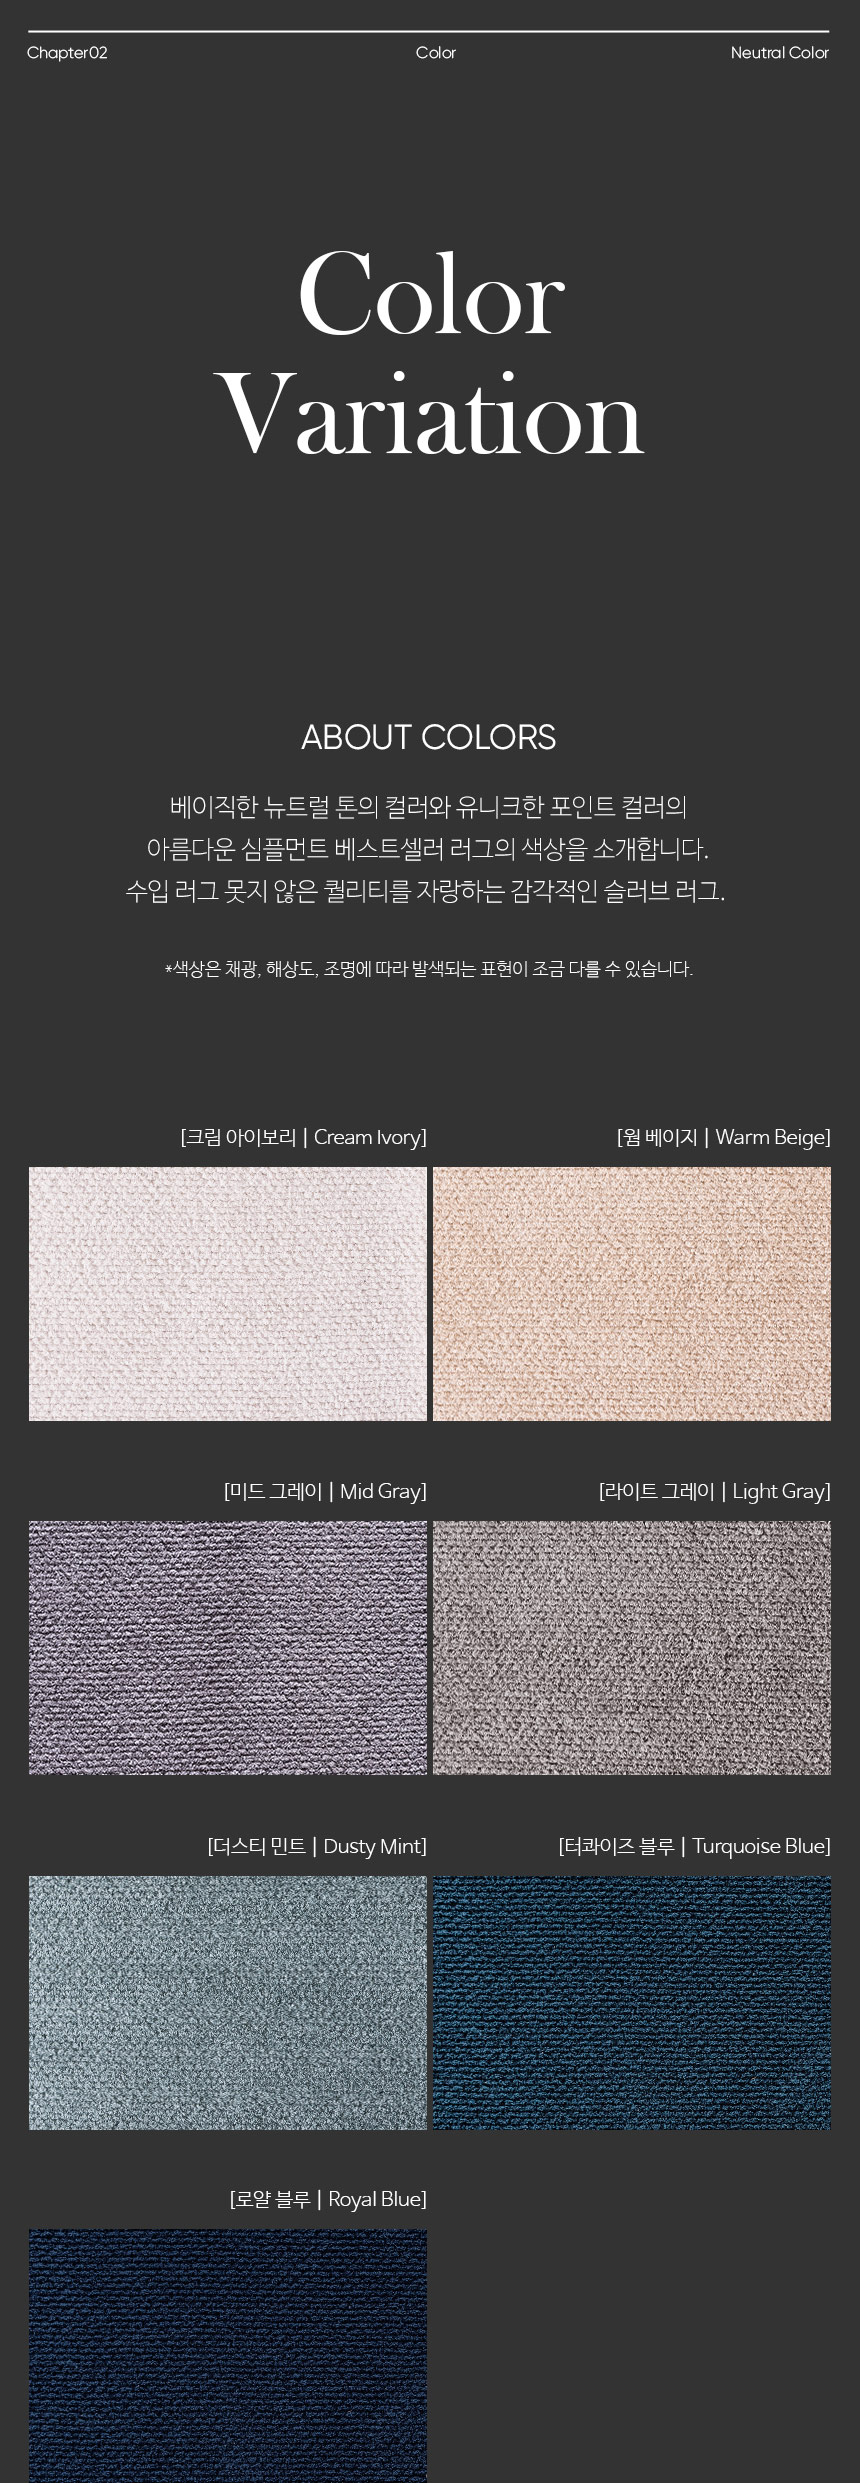 Chapter02 Color Neutral Color
Color
Variation
ABOUT COLORS
베이직한 뉴트럴 톤의 컬러와 유니크한 포인트 컬러의
아름다운 심플먼트 베스트셀러 러그의 색상을 소개합니다.
수입 러그 못지 않은 퀄리티를 자랑하는 감각적인 슬러브 러그.
*색상은 채광, 해상도, 조명에 따라 발색되는 표현이 조금 다를 수 있습니다.
[크림 아이보리 | Cream Ivory] [웜 베이지 | Warm Beige]
[미드 그레이 | Mid Gray] [라이트 그레이 | Light Gray]
[더스티 민트 | Dusty Mint] [터콰이즈 블루 | Turquoise Blue]
[로얄 블루 | Royal Blue]